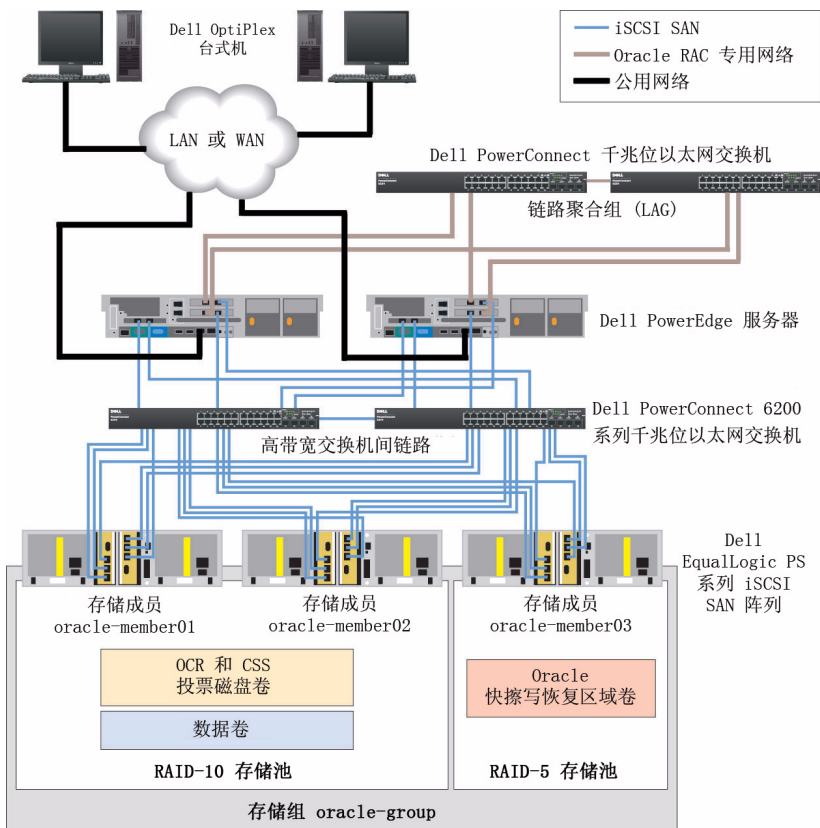 Dell OptiPlex
台式机
iSCSI SAN
Oracle RAC 专用网络
公用网络
LAN 或 WAN
Dell PowerConnect 千兆位以太网交换机
链路聚合组 (LAG)
Dell PowerEdge 服务器
Dell PowerConnect 6200
系列千兆位以太网交换机
高带宽交换机间链路
Dell
EqualLogic PS
系列 iSCSI
SAN 阵列
存储成员
oracle-member01
存储成员
oracle-member02
存储成员
oracle-member03
OCR 和 CSS
投票磁盘卷
数据卷
Oracle
快擦写恢复区域卷
RAID-10 存储池
RAID-5 存储池
存储组 oracle-group